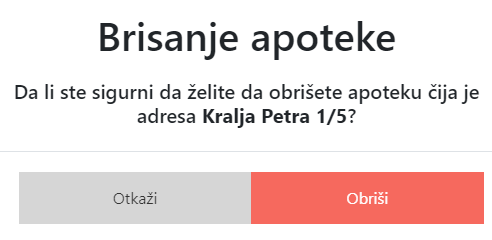 Brisanje apoteke
Da li ste sigurni da želite da obrišete apoteku čija je
adresa Kralja Petra 1/5?
Otkaži
Obriši